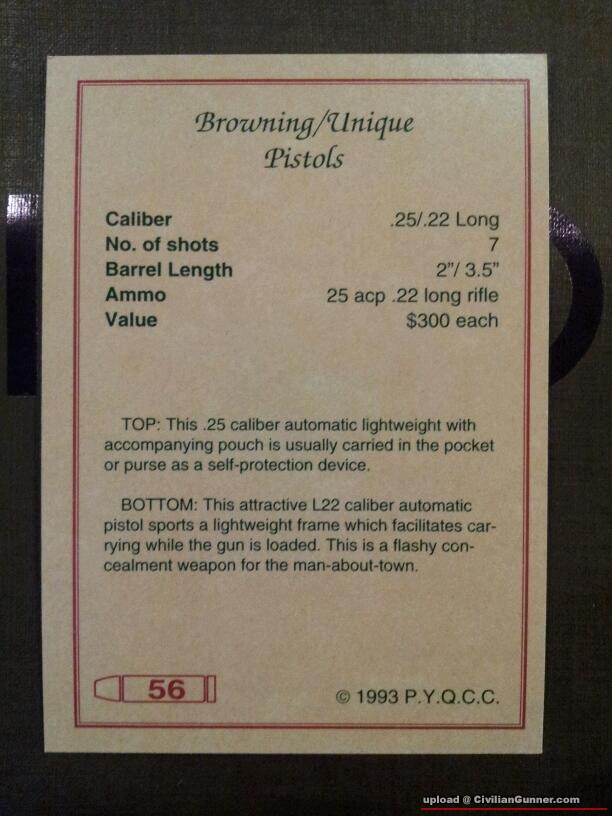 Browning/Unique
Pistols
Caliber .25/.22 Long
No. of shots 7
Barrel Length 2”/ 3.5”
Ammo 25 acp .22 long rifle
Value $300 each
TOP: This .25 caliber automatic lightweight with
accompanying pouch is usually carried in the pocket
or purse as a self-protection device.
BOTTOM: This attractive L22 caliber automatic
pistol sports a lightweight frame which facilitates car-
rying while the gun is loaded. This is a flashy con-
cealment weapon for the man-about-town.
56
© 1993 P.Y.Q.C.C.
upload @ CivilianGunner.com